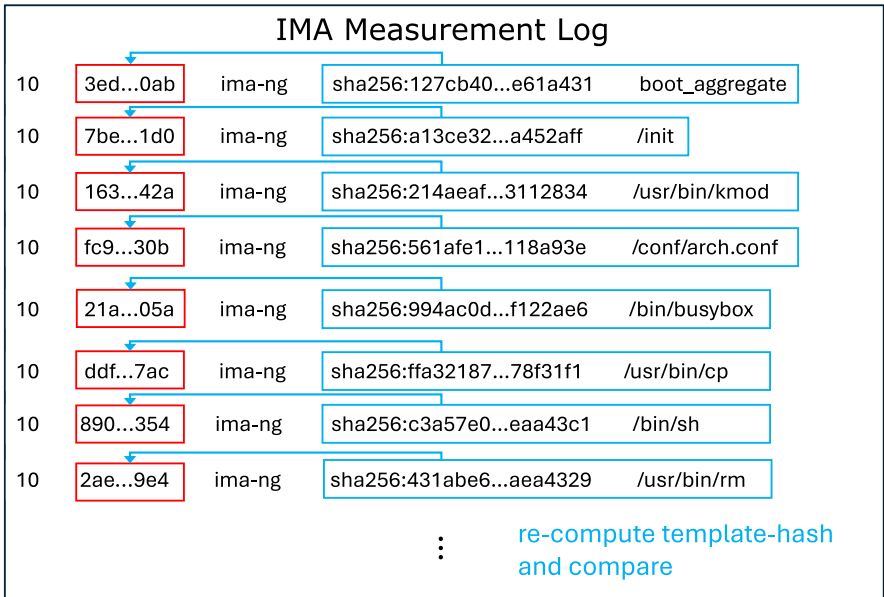 IMA Measurement Log
10 3ed...0ab ima-ng sha256:127cb40...e61a431 boot_aggregate
10 7be...1d0 ima-ng sha256:a13ce32...a452aff /init
10 163...42a ima-ng sha256:214aeaf...3112834 /usr/bin/kmod
10 fc9...30b ima-ng sha256:561afe1...118a93e /conf/arch.conf
10 21a...05a ima-ng sha256:994ac0d...f122ae6 /bin/busybox
10 ddf...7ac ima-ng sha256:ffa32187...78f31f1 /usr/bin/cp
10 890...354 ima-ng sha256:c3a57e0...eaa43c1 /bin/sh
10 2ae...9e4 ima-ng sha256:431abe6...aea4329 /usr/bin/rm
⋮
re-compute template-hash
and compare